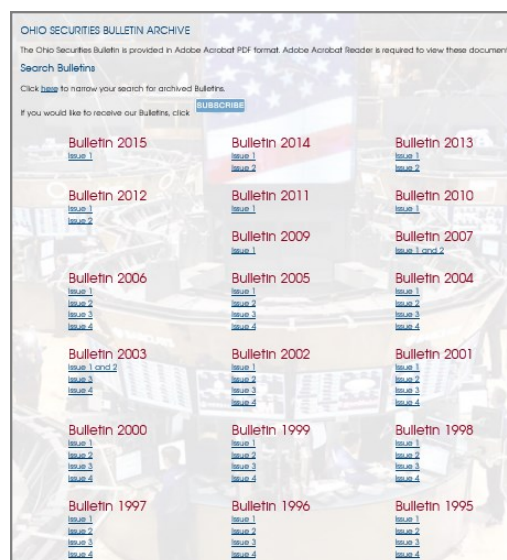 OHIO SECURITIES BULLETIN ARCHIVE
The Ohio Securities Bulletin is provided in Adobe Acrobat PDF format. Adobe Acrobat Reader is required to view these document
Search Bulletins
Click here to narrow your search for archived Bulletins.
If you would like to receive our Bulletins, click SUBSCRIBE
Bulletin 2015
Issue 1
Bulletin 2014
Issue 1
Issue 2
Bulletin 2013
Issue 1
Issue 2
Bulletin 2012
Issue 1
Issue 2
Bulletin 2011
Issue 1
Bulletin 2010
Issue 1
Bulletin 2009
Issue 1
Bulletin 2007
Issue 1 and 2
Bulletin 2006
Issue 1
Issue 2
Issue 3
Issue 4
Bulletin 2005
Issue 1
Issue 2
Issue 3
Issue 4
Bulletin 2004
Issue 1
Issue 2
Issue 3
Issue 4
Bulletin 2003
Issue 1 and 2
Issue 3
Issue 4
Bulletin 2002
Issue 1
Issue 2
Issue 3
Issue 4
Bulletin 2001
Issue 1
Issue 2
Issue 3
Issue 4
Bulletin 2000
Issue 1
Issue 2
Issue 3
Issue 4
Bulletin 1999
Issue 1
Issue 2
Issue 3
Issue 4
Bulletin 1998
Issue 1
Issue 2
Issue 3
Issue 4
Bulletin 1997
Issue 1
Issue 2
Issue 3
Issue 4
Bulletin 1996
Issue 1
Issue 2
Issue 3
Issue 4
Bulletin 1995
Issue 1
Issue 2
Issue 3
Issue 4